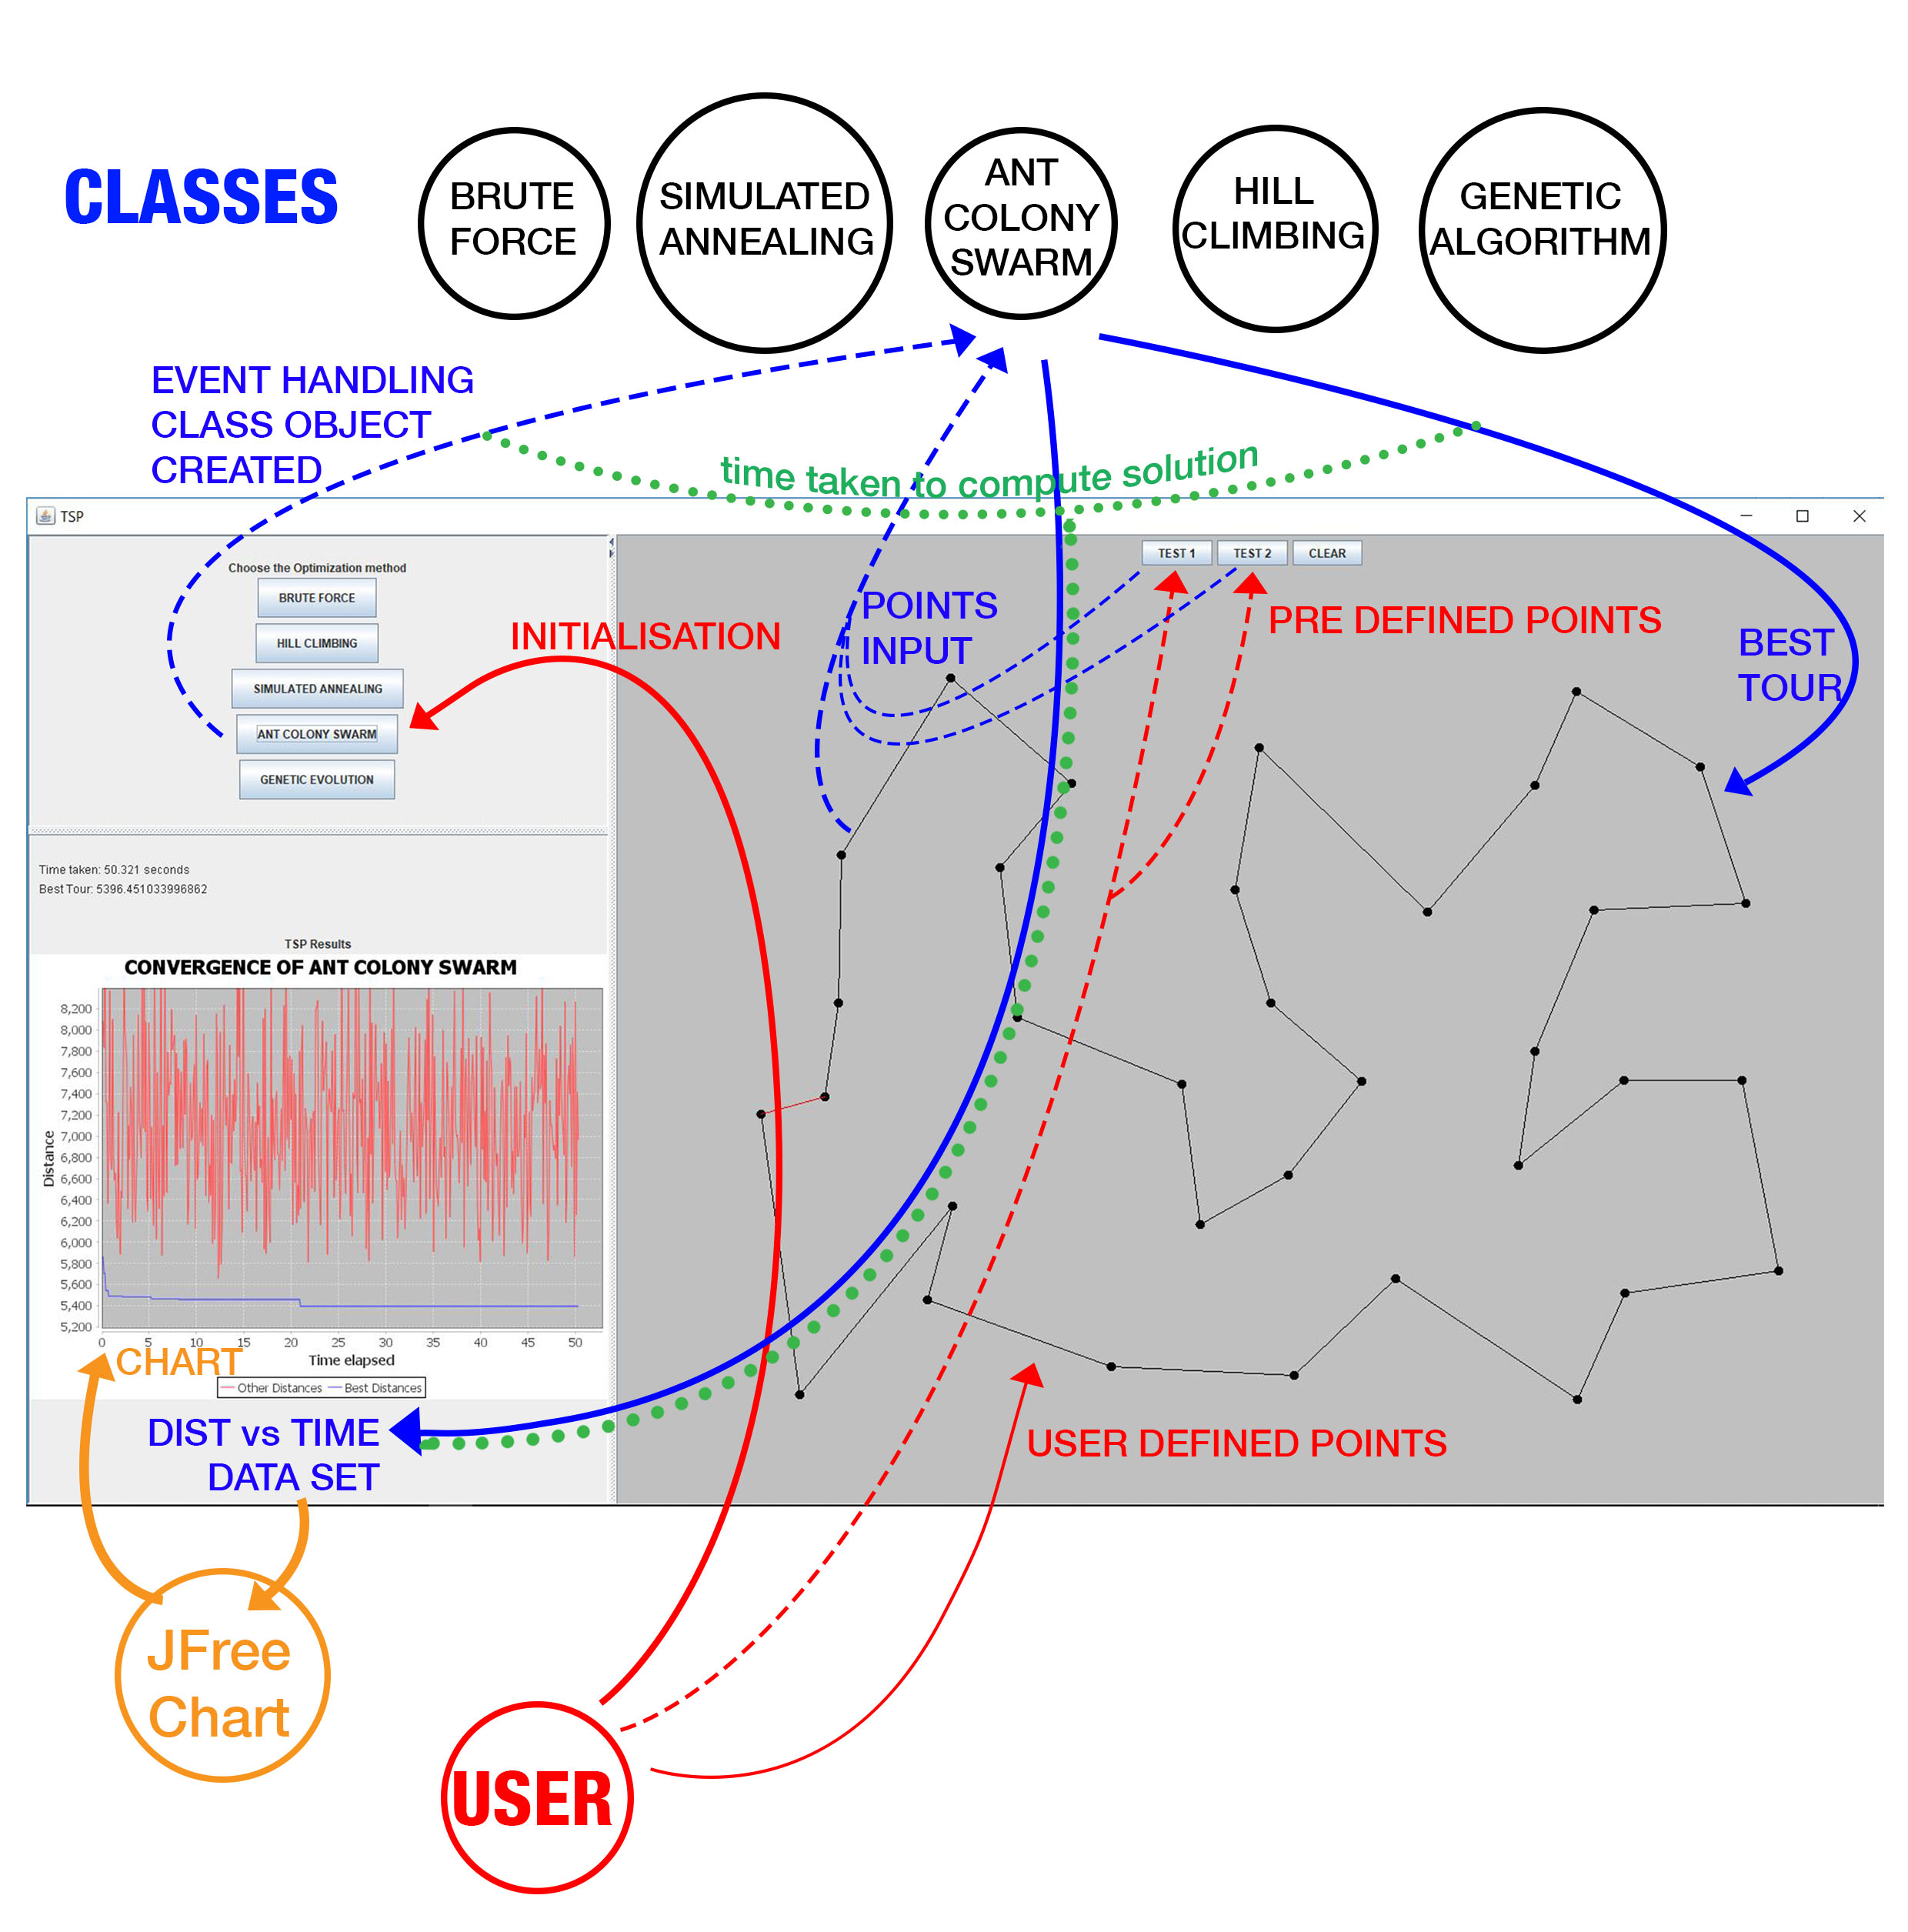 CLASSES
BRUTE
FORCE
SIMULATED
ANNEALING
ANT
COLONY
SWARM
HILL
CLIMBING
GENETIC
ALGORITHM
EVENT HANDLING
CLASS OBJECT
CREATED
time taken to compute solution
TSP
Choose the Optimization method
BRUTE FORCE
HILL CLIMBING
SIMULATED ANNEALING
ANT COLONY SWARM
GENETIC EVOLUTION
INITIALISATION
TEST 1
TEST 2
CLEAR
POINTS
INPUT
PRE DEFINED POINTS
BEST
TOUR
Time taken: 50.321 seconds
Best Tour: 5396.451033996862
TSP Results
CONVERGENCE OF ANT COLONY SWARM
Distance
8,200
8,000
7,800
7,600
7,400
7,200
7,000
6,800
6,600
6,400
6,200
6,000
5,800
5,600
5,400
5,200
0 5 10 15 20 25 30 35 40 45 50
Time elapsed
Other Distances Best Distances
CHART
DIST vs TIME
DATA SET
USER DEFINED POINTS
JFree
Chart
USER